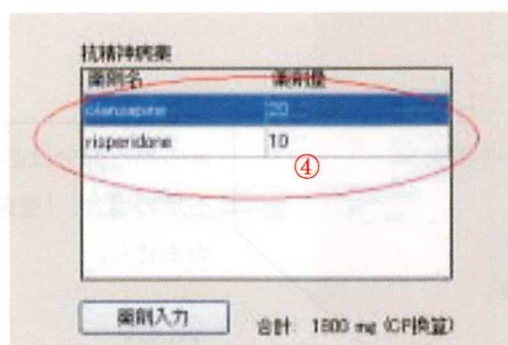 抗精神病薬
薬剤名 薬剤量
olanzapine 20
risperidone 10
④
薬剤入力 合計: 1800 mg (CP換算)